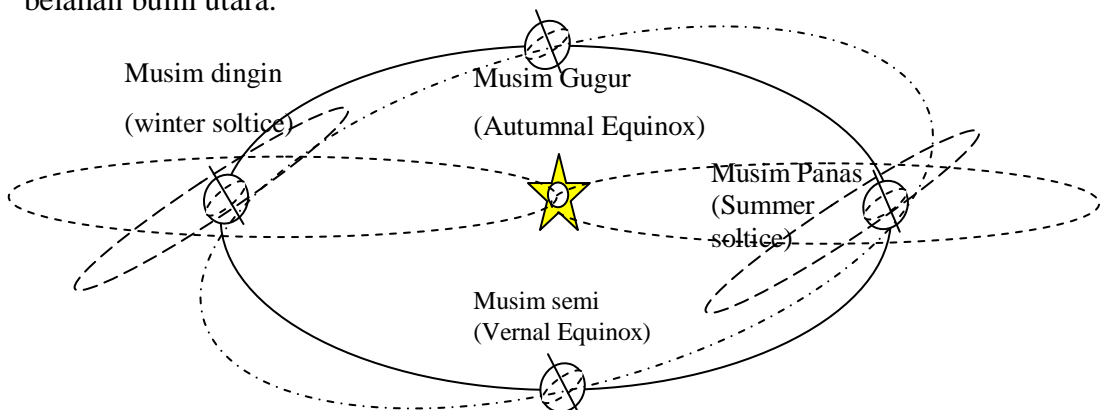 belahan bumi utara.
Musim dingin
(winter soltice)
Musim Gugur
(Autumnal Equinox)
Musim Panas
(Summer
soltice)
Musim semi
(Vernal Equinox)